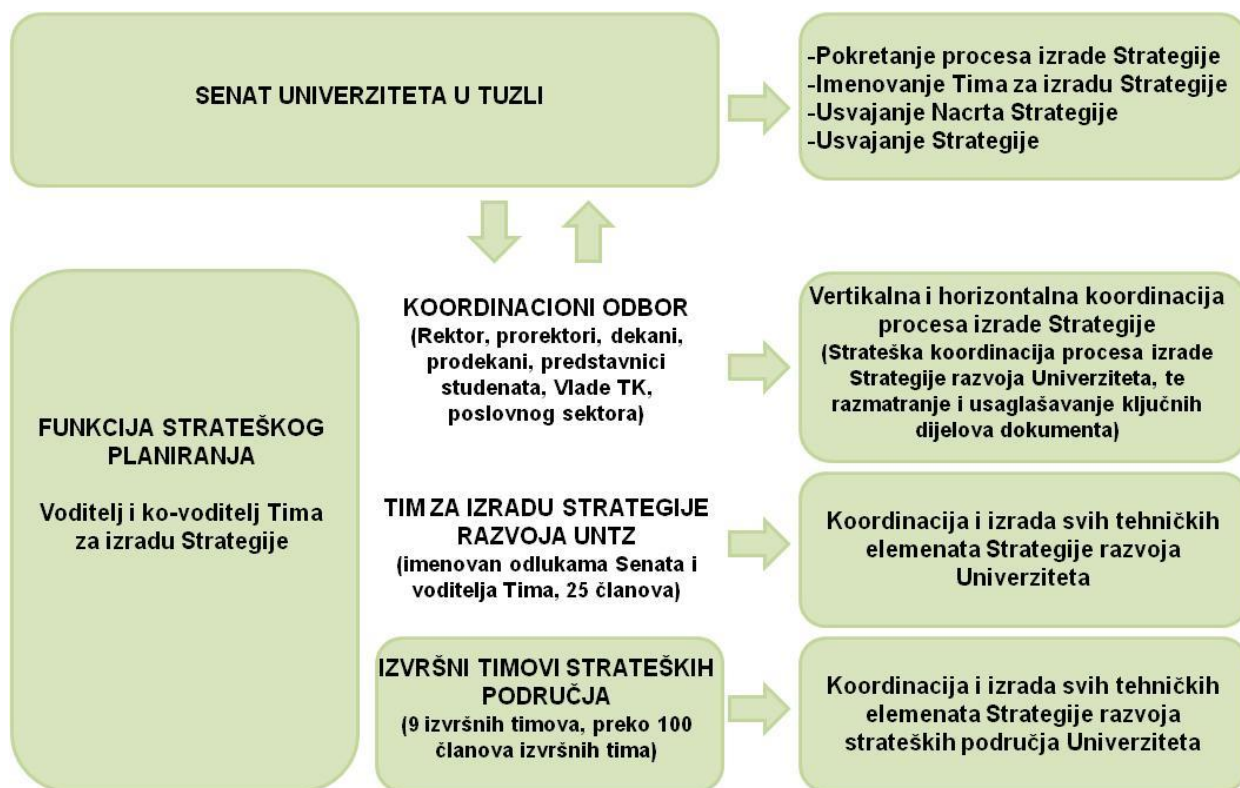 SENAT UNIVERZITETA U TUZLI
-Pokretanje procesa izrade Strategije
-Imenovanje Tima za izradu Strategije
-Usvajanje Nacrta Strategije
-Usvajanje Strategije
FUNKCIJA STRATEŠKOG
PLANIRANJA
Voditelj i ko-voditelj Tima
za izradu Strategije
KOORDINACIONI ODBOR
(Rektor, prorektori, dekani,
prodekani, predstavnici
studenata, Vlade TK,
poslovnog sektora)
Vertikalna i horizontalna koordinacija
procesa izrade Strategije
(Strateška koordinacija procesa izrade
Strategije razvoja Univerziteta, te
razmatranje i usaglašavanje ključnih
dijelova dokumenta)
TIM ZA IZRADU STRATEGIJE
RAZVOJA UNTZ
(imenovan odlukama Senata i
voditelja Tima, 25 članova)
Koordinacija i izrada svih tehničkih
elemenata Strategije razvoja
Univerziteta
IZVRŠNI TIMOVI STRATEŠKIH
PODRUČJA
(9 izvršnih timova, preko 100
članova izvršnih tima)
Koordinacija i izrada svih tehničkih
elemenata Strategije razvoja
strateških područja Univerziteta